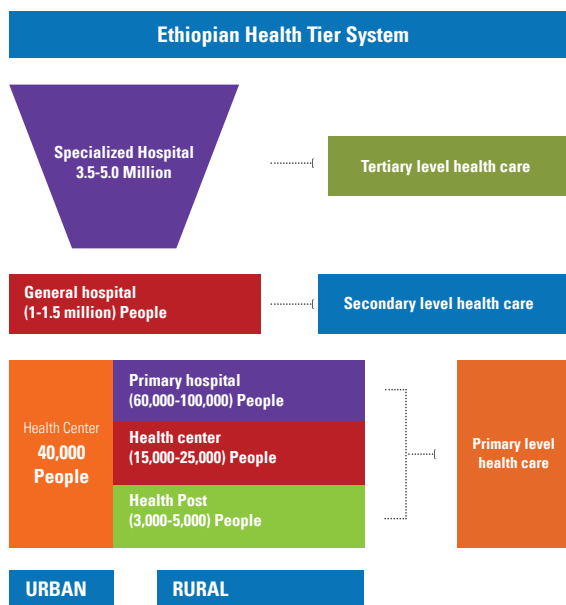 Ethiopian Health Tier System
Specialized Hospital
3.5-5.0 Million
Tertiary level health care
General hospital
(1-1.5 million) People
Secondary level health care
Health Center
40,000
People
Primary hospital
(60,000-100,000) People
Health center
(15,000-25,000) People
Health Post
(3,000-5,000) People
Primary level
health care
URBAN
RURAL